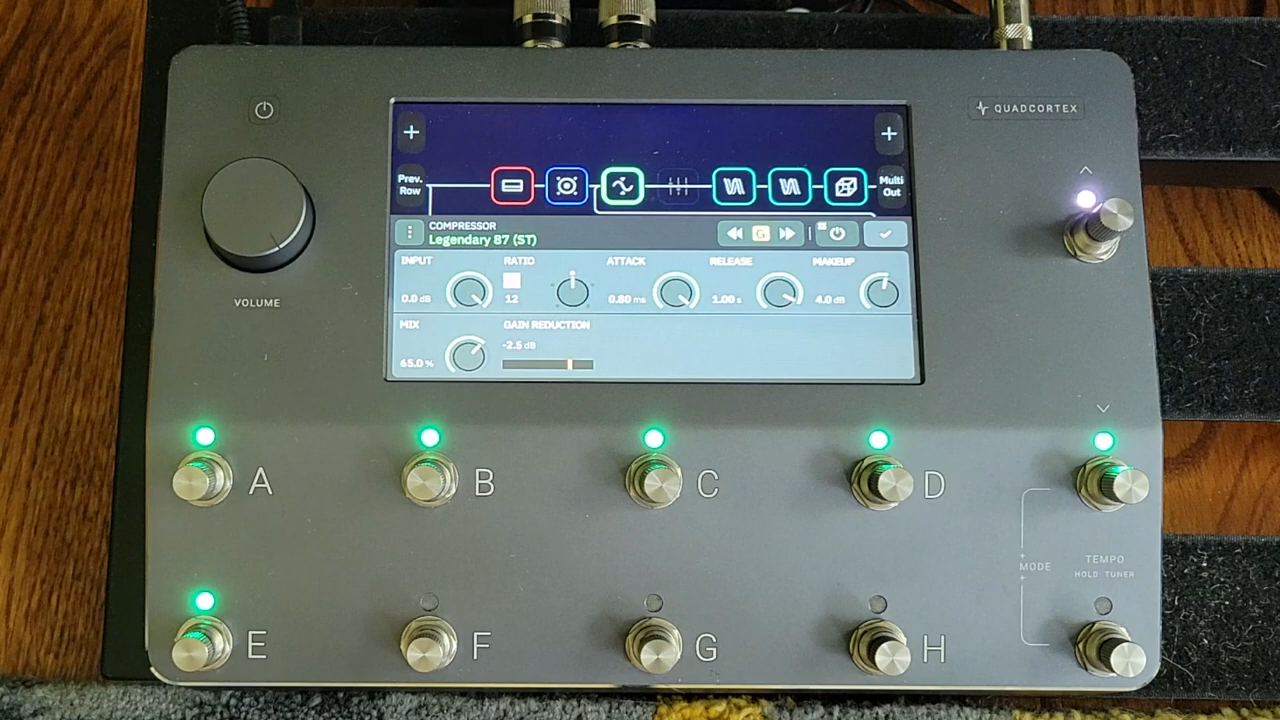 QUADCORTEX
Prev. Row
Multi Out
COMPRESSOR
Legendary 87 (ST)
G
INPUT
0.0 dB
RATIO
12
ATTACK
0.80 ms
RELEASE
1.00 s
MAKEUP
4.0 dB
MIX
65.0 %
GAIN REDUCTION
-2.5 dB
VOLUME
A
B
C
D
MODE
TEMPO
HOLD TUNER
E
F
G
H